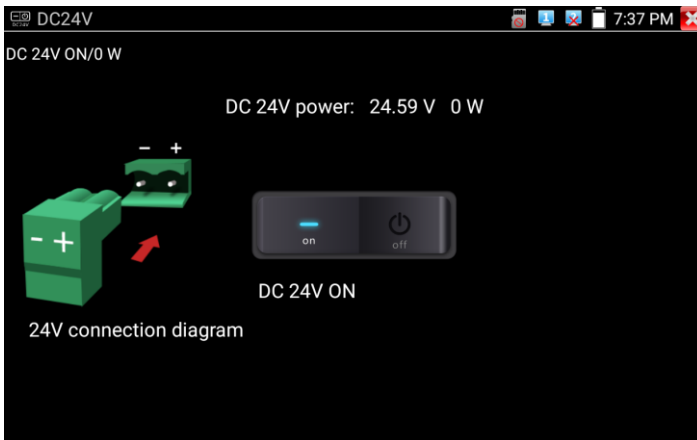 DC24V
7:37 PM
DC 24V ON/0 W
DC 24V power: 24.59 V 0 W
- +
- +
on
off
DC 24V ON
24V connection diagram